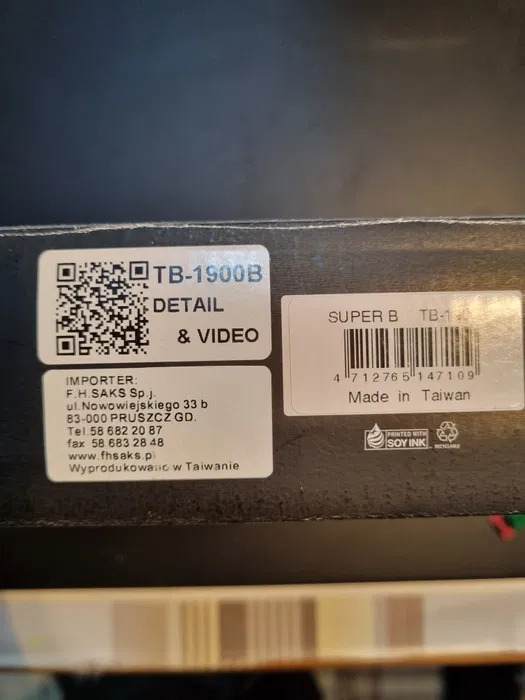 TB-1900B
DETAIL
& VIDEO
IMPORTER:
F.H.SAKS Sp.j.
ul.Nowowiejskiego 33 b
83-000 PRUSZCZ GD.
Tel.58 682 20 87
fax 58 683 28 48
www.fhsaks.pl
Wyprodukowano w Taiwanie
SUPER B
4 712765 147109
Made in Taiwan
PRINTED WITH
SOY INK
RECYCLABLE